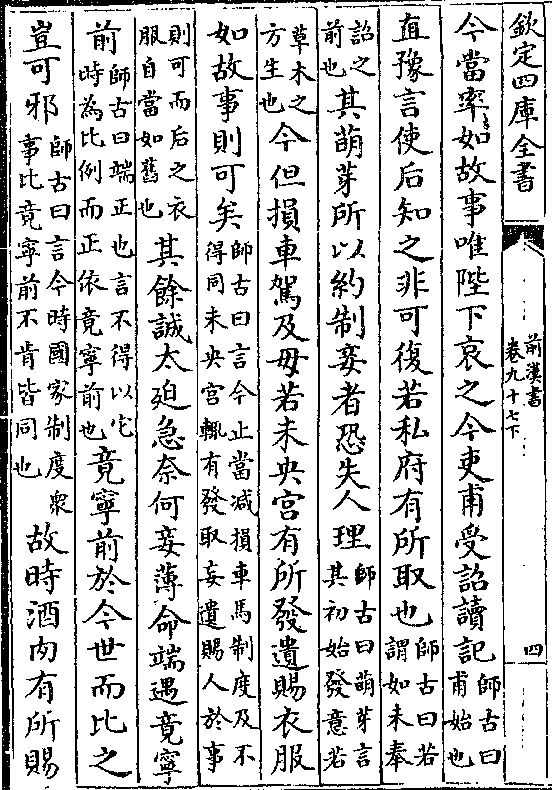 欽定四庫全書
前漢書
卷九十七下
四
今當率如故事唯陛下哀之今吏甫受詔讀記師古曰甫始也
直豫言使后知之非可復若私府有所取也師古曰若謂如未奉
詔之前也其萌芽所以約制妾者恐失人理師古曰萌芽言其初始發意若
草木之方生也今但損車駕及毋若未央宮有所發遺賜衣服
如故事則可矣師古曰言今止當減損車馬制度及不得同未央宮輒有發取妄遺賜人於事
則可而后之衣服自當如舊也其餘誠太廹急奈何妾薄命端遇竟寧
前師古曰端正也言不得以它時為比例而正依竟寧前也竟寧前於今世而比之
豈可邪師古曰言今時國家制度衆事比竟寧前不肯皆同也故時酒肉有所賜